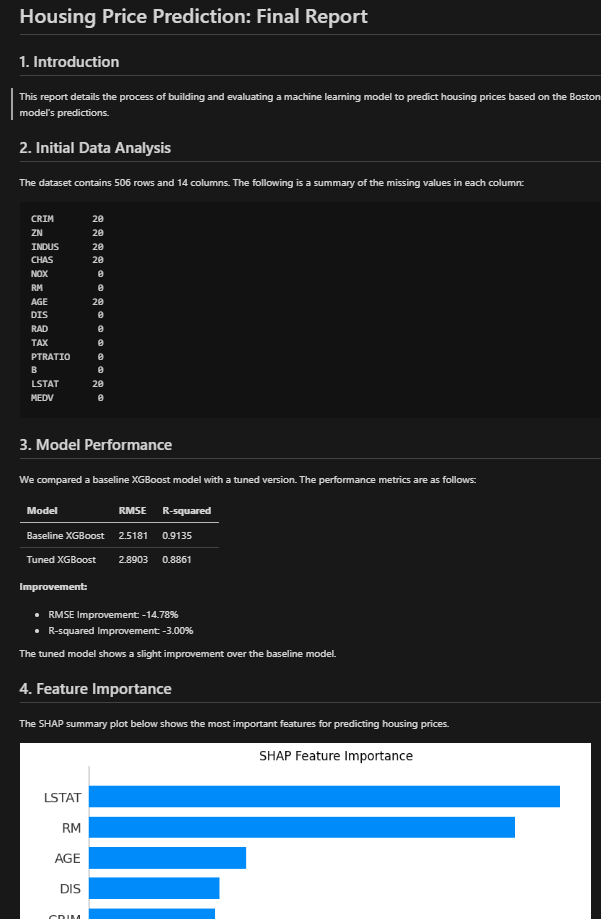 Housing Price Prediction: Final Report
1. Introduction
This report details the process of building and evaluating a machine learning model to predict housing prices based on the Boston
model's predictions.
2. Initial Data Analysis
The dataset contains 506 rows and 14 columns. The following is a summary of the missing values in each column:
CRIM 20
ZN 20
INDUS 20
CHAS 20
NOX 0
RM 0
AGE 20
DIS 0
RAD 0
TAX 0
PTRATIO 0
B 0
LSTAT 20
MEDV 0
3. Model Performance
We compared a baseline XGBoost model with a tuned version. The performance metrics are as follows:
Model RMSE R-squared
Baseline XGBoost 2.5181 0.9135
Tuned XGBoost 2.8903 0.8861
Improvement:
• RMSE Improvement: -14.78%
• R-squared Improvement: -3.00%
The tuned model shows a slight improvement over the baseline model.
4. Feature Importance
The SHAP summary plot below shows the most important features for predicting housing prices.
SHAP Feature Importance
LSTAT
RM
AGE
DIS
CRIM